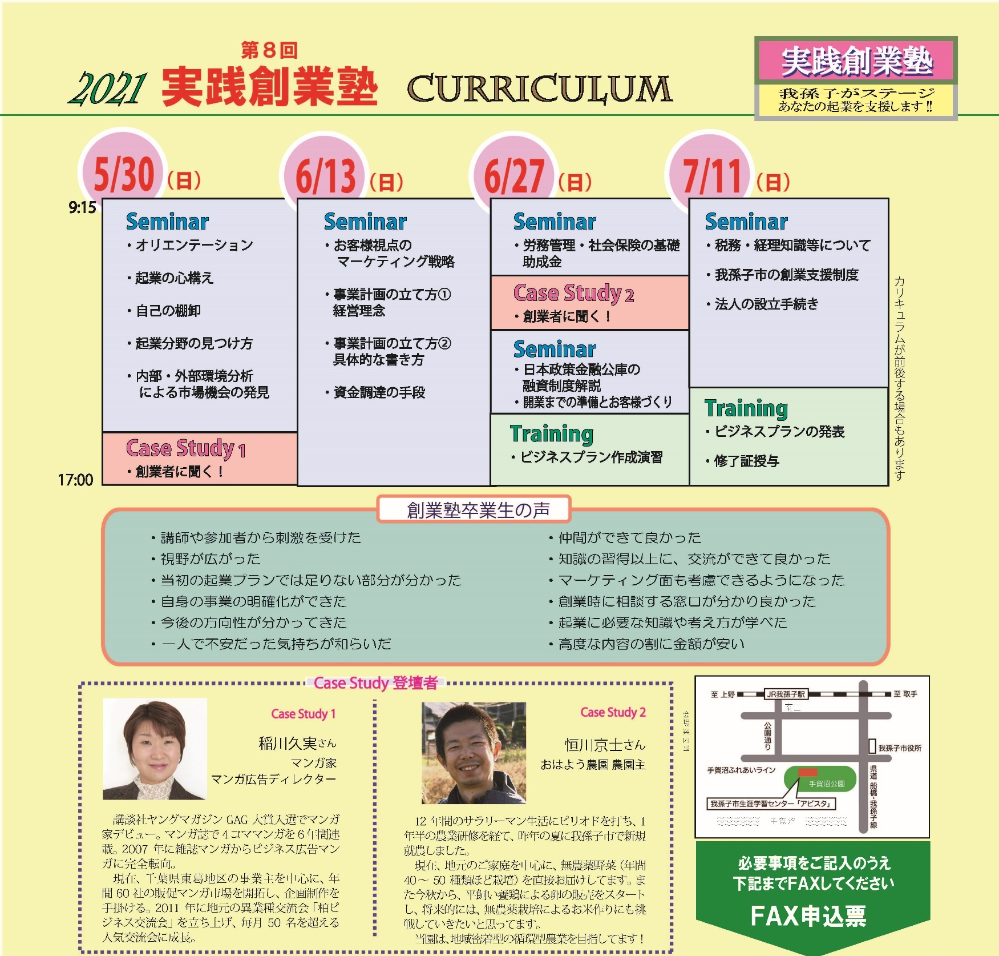 第8回
2021 実践創業塾 CURRICULUM
実践創業塾
我孫子がステージ
あなたの起業を支援します!!
5/30（日）
6/13（日）
6/27（日）
7/11（日）
9:15
17:00
Seminar
・オリエンテーション
・起業の心構え
・自己の棚卸
・起業分野の見つけ方
・内部・外部環境分析
による市場機会の発見
Case Study 1
・創業者に聞く！
Seminar
・お客様視点の
マーケティング戦略
・事業計画の立て方①
経営理念
・事業計画の立て方②
具体的な書き方
・資金調達の手段
Seminar
・労務管理・社会保険の基礎
助成金
Case Study 2
・創業者に聞く！
Seminar
・日本政策金融公庫の
融資制度解説
・開業までの準備とお客様づくり
Training
・ビジネスプラン作成演習
Seminar
・税務・経理知識等について
・我孫子市の創業支援制度
・法人の設立手続き
Training
・ビジネスプランの発表
・修了証授与
カリキュラムが前後する場合もあります
創業塾卒業生の声
・講師や参加者から刺激を受けた
・視野が広がった
・当初の起業プランでは足りない部分が分かった
・自身の事業の明確化ができた
・今後の方向性が分かってきた
・一人で不安だった気持ちが和らいだ
・仲間ができて良かった
・知識の習得以上に、交流ができて良かった
・マーケティング面も考慮できるようになった
・創業時に相談する窓口が分かり良かった
・起業に必要な知識や考え方が学べた
・高度な内容の割に金額が安い
Case Study 登壇者
Case Study 1
稲川久実さん
マンガ家
マンガ広告ディレクター
講談社ヤングマガジン GAG 大賞入選でマンガ
家デビュー。マンガ誌で4コママンガを6年間連
載。2007 年に雑誌マンガからビジネス広告マン
ガに完全転向。
現在、千葉県東葛地区の事業主を中心に、年
間 60 社の販促マンガ市場を開拓し、企画制作を
手掛ける。2011 年に地元の異業種交流会「柏ビ
ジネス交流会」を立ち上げ、毎月 50 名を超える
人気交流会に成長。
Case Study 2
恒川京士さん
おはよう農園 農園主
12 年間のサラリーマン生活にピリオドを打ち、1
年半の農業研修を経て、昨年の夏に我孫子市で新規
就農しました。
現在、地元のご家庭を中心に、無農薬野菜（年間
40～ 50 種類ほど栽培）を直接お届けしてます。ま
た今秋から、平飼い養鶏による卵の販売をスタート
し、将来的には、無農薬栽培によるお米作りにも挑
戦していきたいと思ってます。
当園は、地域密着型の循環型農業を目指してます！
至 上野
JR我孫子駅
至 取手
公園通り
我孫子市役所
手賀沼ふれあいライン
手賀沼公園
県道 船橋・我孫子線
我孫子市生涯学習センター「アビスタ」
手賀沼
必要事項をご記入のうえ
下記までFAXしてください
FAX申込票